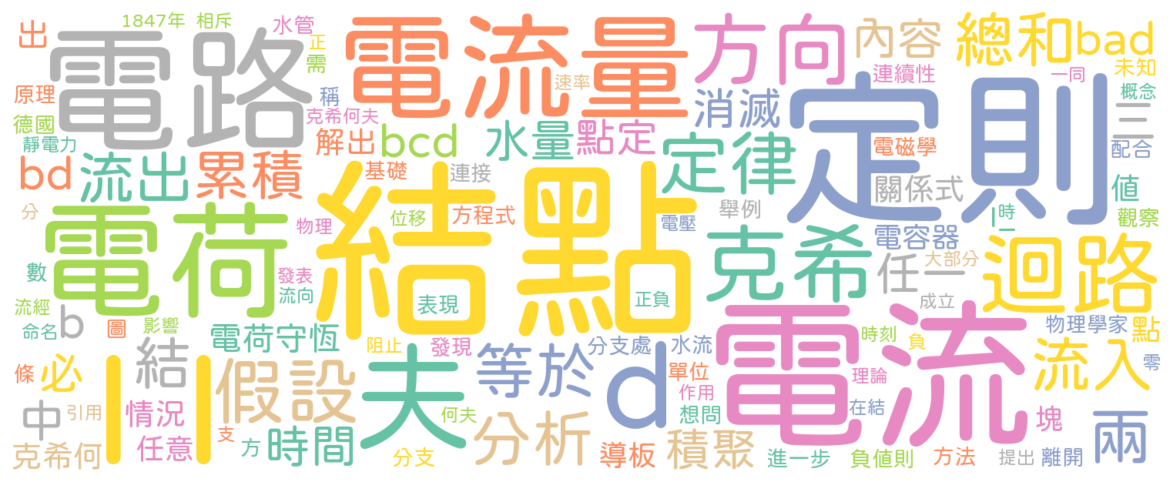 出
1847年
相斥
水管
正
需
電路
電流量
速率
方向
內容
總和
bad
連續性
一同
未知
原理
稱
克希何夫
消滅
定則
概念
三
德國
靜電力
解出
bcd
水量
點定
定律
電磁學
配合
bd
流出
累積
基礎
連接
關係式
值
時
觀察
分
電荷
物理
結點
位移
方程式
舉例
電壓
克希
電容器
任一
大部分
迴路
數
發表
流向
表現
正負
成立
流經
命名
b
圖
影響
電荷守恆
阻止
發現
分支處
水流
電流
時刻
負
物理學家
點
零
條
必
結
假設
夫
等於
d
單位
作用
理論
流入
中
引用
情況
任意
支
方
時間
何夫
分支
分析
想問
在結
塊
兩
克希何
導板
積聚
進一步
負值則
方法
提出
離開